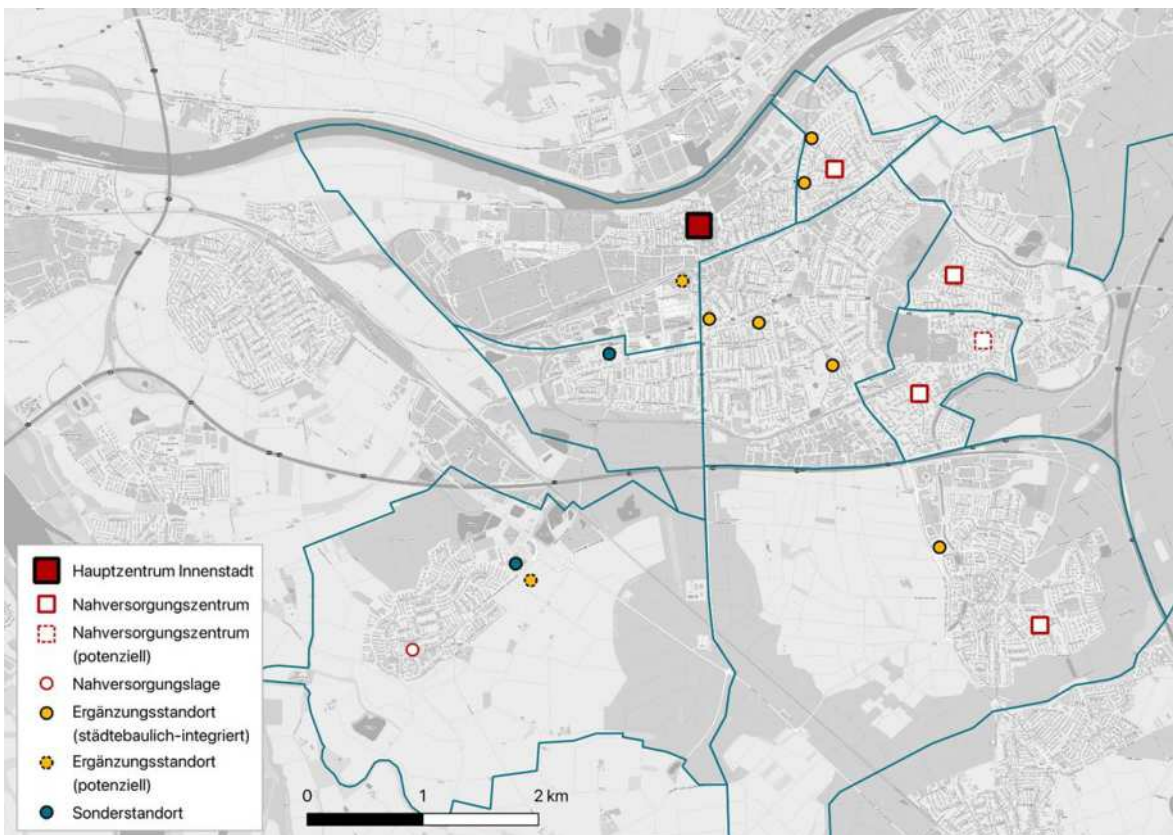 Hauptzentrum Innenstadt
Nahversorgungszentrum
Nahversorgungszentrum
(potenziell)
Nahversorgungslage
Ergänzungsstandort
(städtebaulich-integriert)
Ergänzungsstandort
(potenziell)
Sonderstandort
0 1 2 km